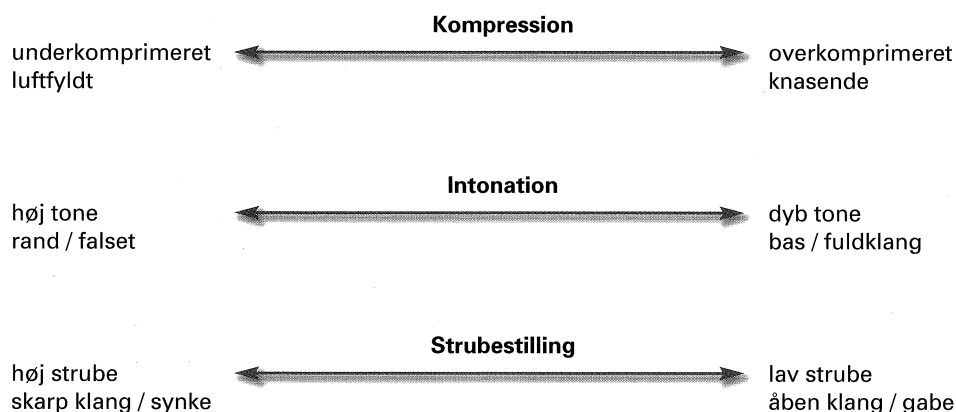 Kompression
underkomprimeret overkomprimeret
luftfyldt knasende
Intonation
høj tone dyb tone
rand / falset bas / fuldklang
Strubestilling
høj strube lav strube
skarp klang / synke åben klang / gabe